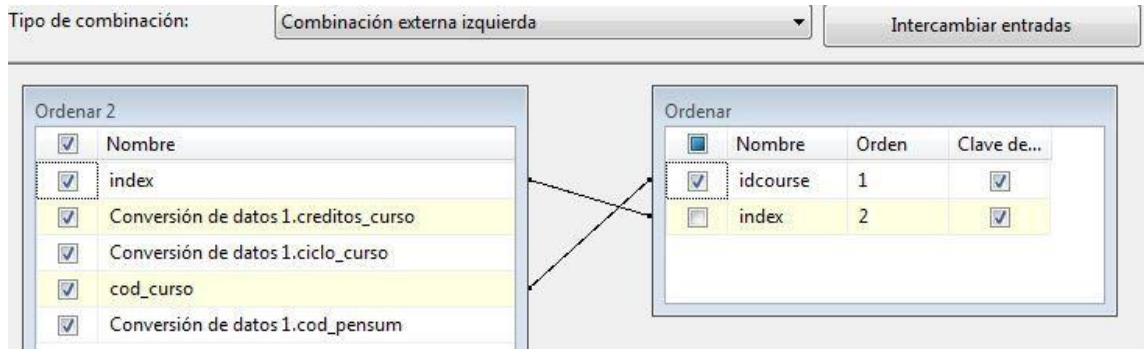 Tipo de combinación: Combinación externa izquierda Intercambiar entradas
Ordenar 2
Nombre
index
Conversión de datos 1.creditos_curso
Conversión de datos 1.ciclo_curso
cod_curso
Conversión de datos 1.cod_pensum
Ordenar
Nombre Orden Clave de...
idcourse 1
index 2